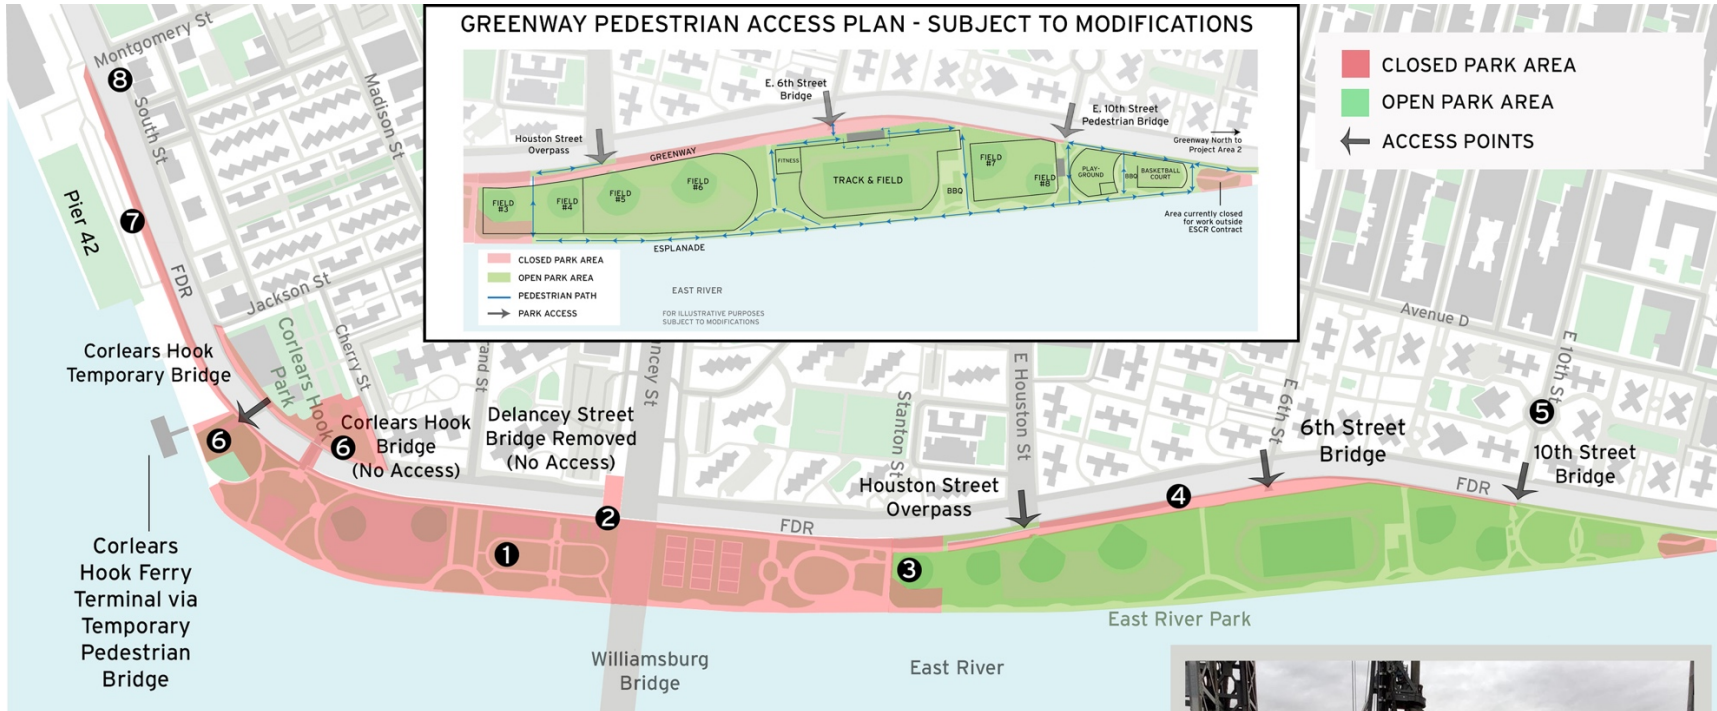 GREENWAY PEDESTRIAN ACCESS PLAN - SUBJECT TO MODIFICATIONS
E. 6th Street
Bridge
E. 10th Street
Pedestrian Bridge
Houston Street
Overpass
Greenway North to
Project Area 2
GREENWAY
FITNESS
TRACK & FIELD
FIELD
#3
FIELD
#4
FIELD
#5
FIELD
#6
FIELD
#7
FIELD
#8
BBQ
PLAY-
GROUND
BBQ
BASKETBALL
COURT
Area currently closed
for work outside
ESCR Contract
ESPLANADE
CLOSED PARK AREA
OPEN PARK AREA
PEDESTRIAN PATH
PARK ACCESS
EAST RIVER
FOR ILLUSTRATIVE PURPOSES
SUBJECT TO MODIFICATIONS
CLOSED PARK AREA
OPEN PARK AREA
ACCESS POINTS
Montgomery St
8
South St
Madison St
Pier 42
7
FDR
Jackson St
Corlears Hook
Park
Cherry St
Corlears Hook
Temporary Bridge
6
Corlears Hook
Bridge
(No Access)
6
rand St
Delancey Street
Bridge Removed
(No Access)
ncey St
2
1
FDR
Stanton St
E Houston St
Houston Street
Overpass
3
4
E 6th St
6th Street
Bridge
Avenue D
E 10th St
5
10th Street
Bridge
FDR
Corlears
Hook Ferry
Terminal via
Temporary
Pedestrian
Bridge
Williamsburg
Bridge
East River
East River Park